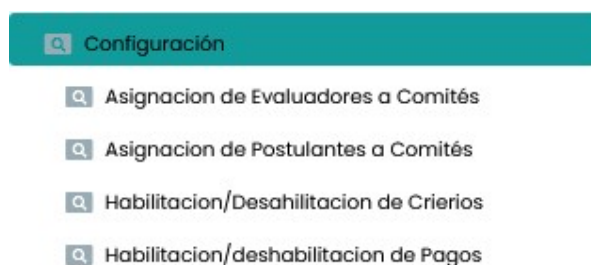 Configuración
Asignacion de Evaluadores a Comités
Asignacion de Postulantes a Comités
Habilitacion/Desahilitacion de Crierios
Habilitacion/deshabilitacion de Pagos